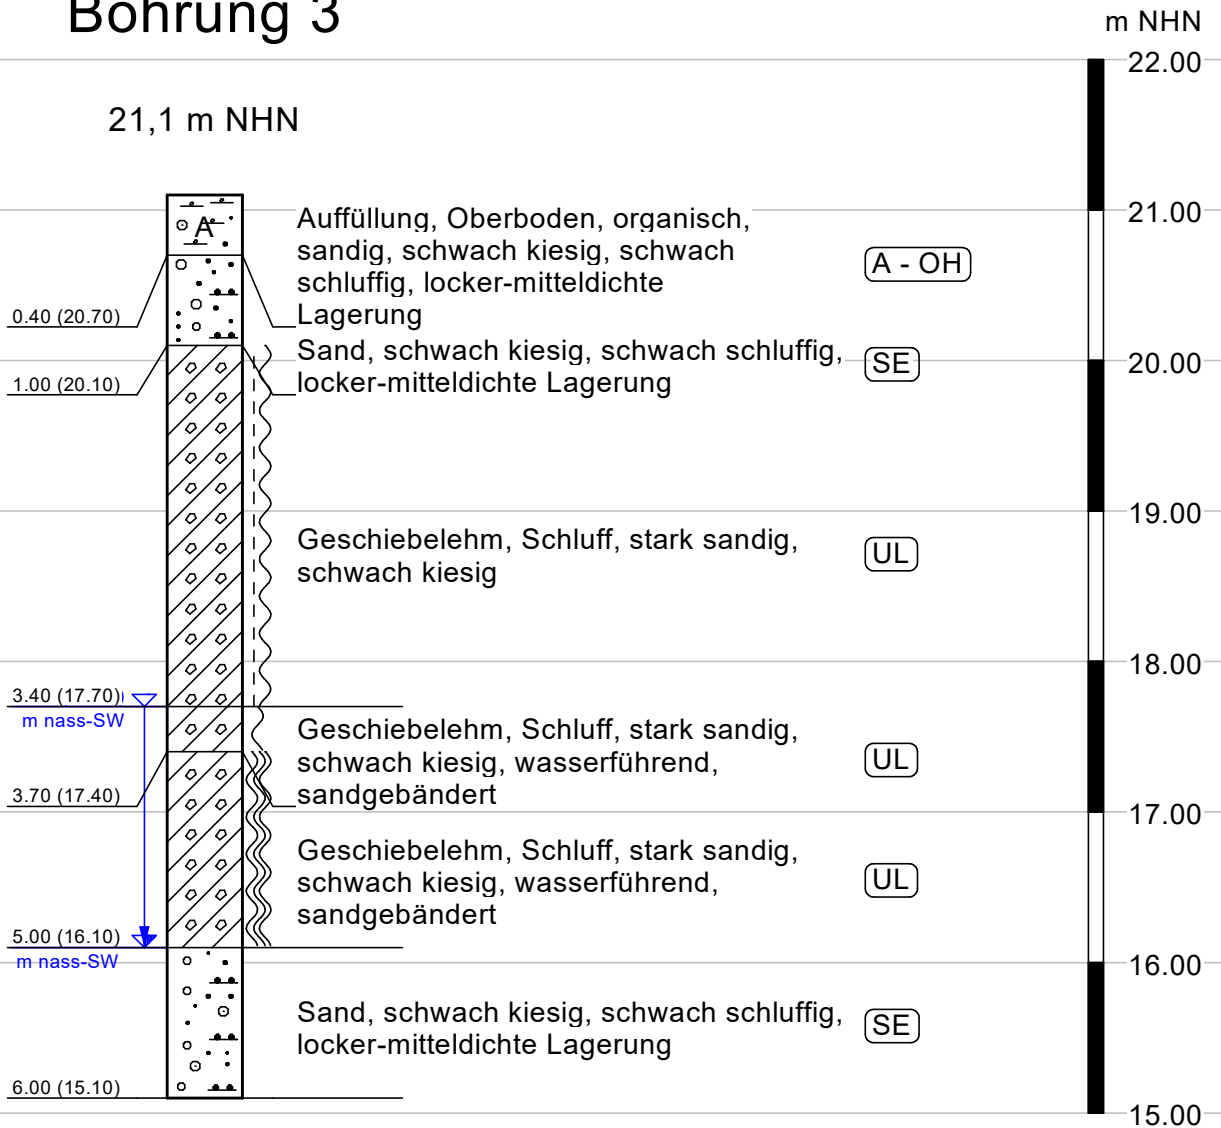 Bohrung 3
m NHN
22.00
21,1 m NHN
21.00
A
Auffüllung, Oberboden, organisch,
sandig, schwach kiesig, schwach
schluffig, locker-mitteldichte
Lagerung
A - OH
0.40 (20.70)
Sand, schwach kiesig, schwach schluffig,
locker-mitteldichte Lagerung
SE
20.00
1.00 (20.10)
19.00
Geschiebelehm, Schluff, stark sandig,
schwach kiesig
UL
18.00
3.40 (17.70)
m nass-SW
Geschiebelehm, Schluff, stark sandig,
schwach kiesig, wasserführend,
sandgebändert
UL
3.70 (17.40)
17.00
Geschiebelehm, Schluff, stark sandig,
schwach kiesig, wasserführend,
sandgebändert
UL
5.00 (16.10)
m nass-SW
16.00
Sand, schwach kiesig, schwach schluffig,
locker-mitteldichte Lagerung
SE
6.00 (15.10)
15.00